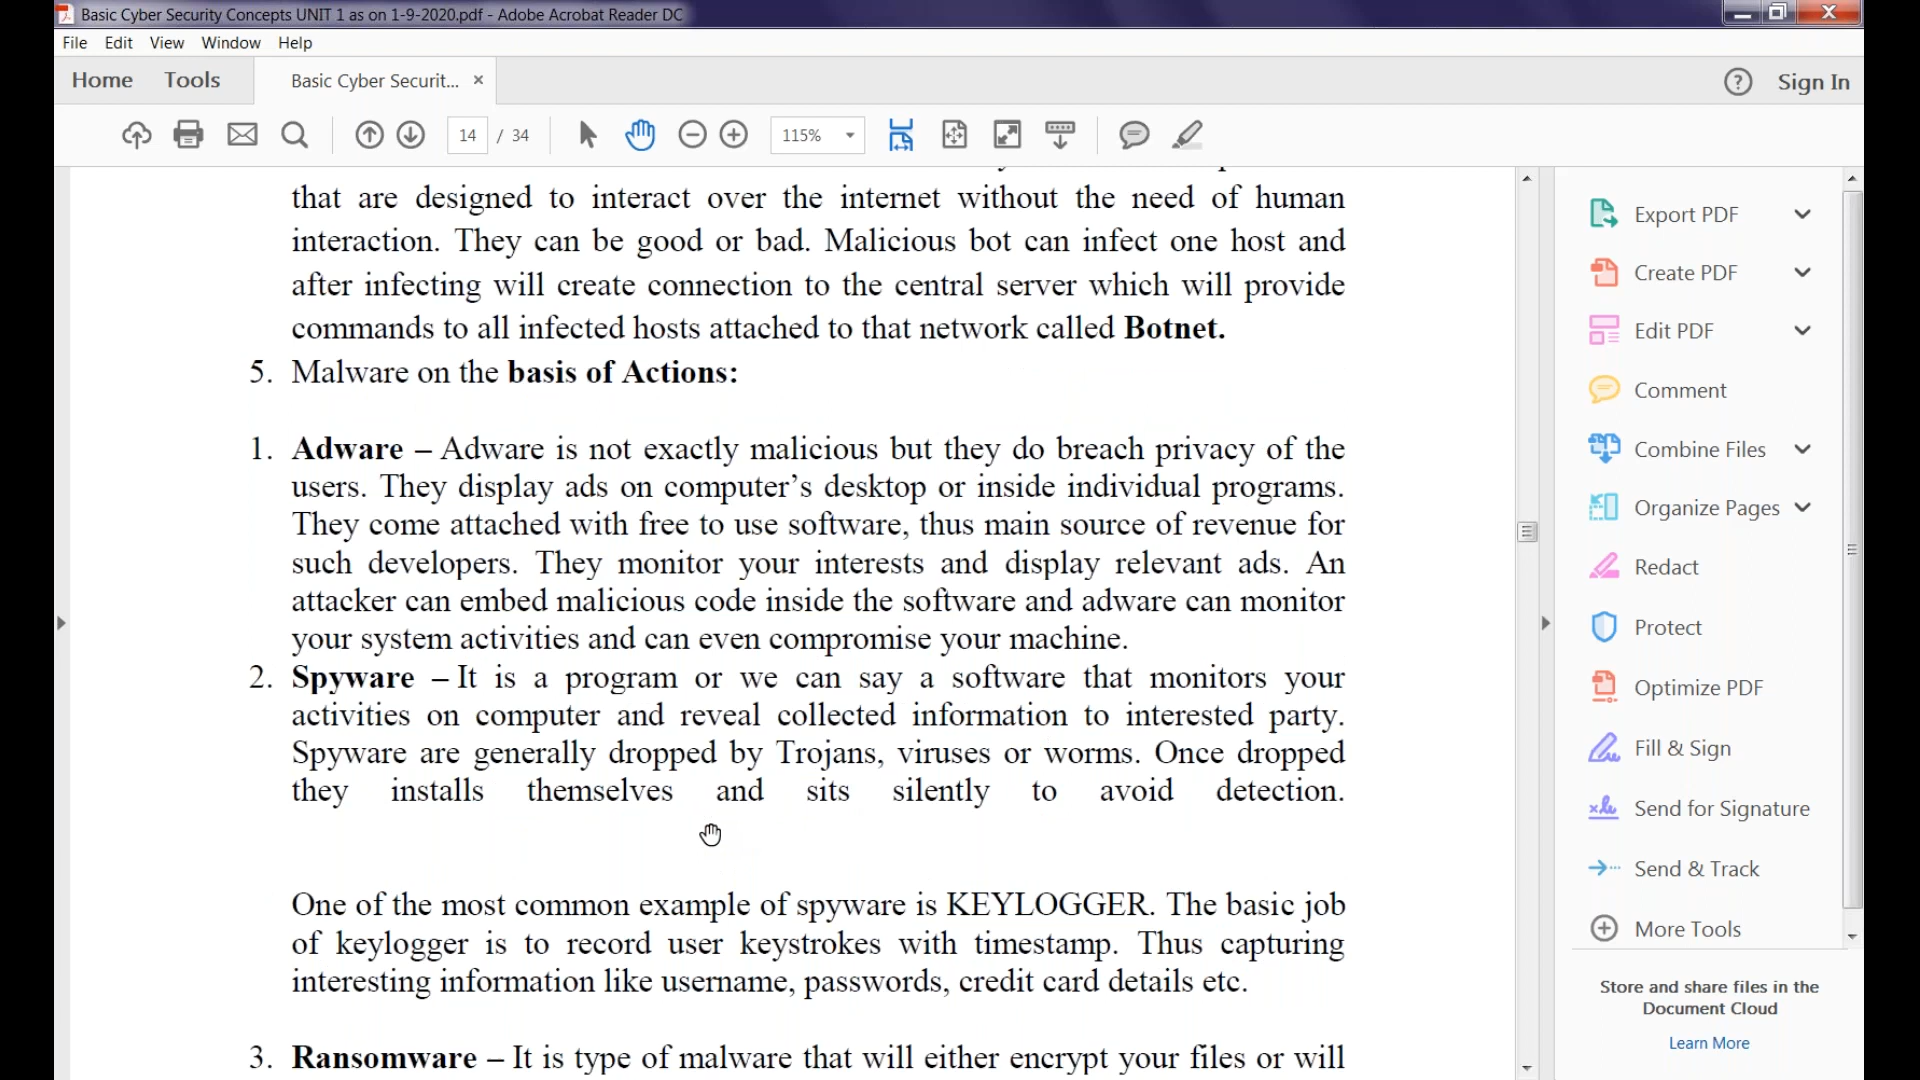 Basic Cyber Security Concepts UNIT 1 as on 1-9-2020.pdf - Adobe Acrobat Reader DC
File Edit View Window Help
Home Tools Basic Cyber Securit... × ? Sign In
14 / 34 115%
that are designed to interact over the internet without the need of human
interaction. They can be good or bad. Malicious bot can infect one host and
after infecting will create connection to the central server which will provide
commands to all infected hosts attached to that network called Botnet.
5. Malware on the basis of Actions:
1. Adware – Adware is not exactly malicious but they do breach privacy of the
users. They display ads on computer’s desktop or inside individual programs.
They come attached with free to use software, thus main source of revenue for
such developers. They monitor your interests and display relevant ads. An
attacker can embed malicious code inside the software and adware can monitor
your system activities and can even compromise your machine.
2. Spyware – It is a program or we can say a software that monitors your
activities on computer and reveal collected information to interested party.
Spyware are generally dropped by Trojans, viruses or worms. Once dropped
they installs themselves and sits silently to avoid detection.
One of the most common example of spyware is KEYLOGGER. The basic job
of keylogger is to record user keystrokes with timestamp. Thus capturing
interesting information like username, passwords, credit card details etc.
3. Ransomware – It is type of malware that will either encrypt your files or will
Export PDF
Create PDF
Edit PDF
Comment
Combine Files
Organize Pages
Redact
Protect
Optimize PDF
Fill & Sign
Send for Signature
Send & Track
More Tools
Store and share files in the
Document Cloud
Learn More